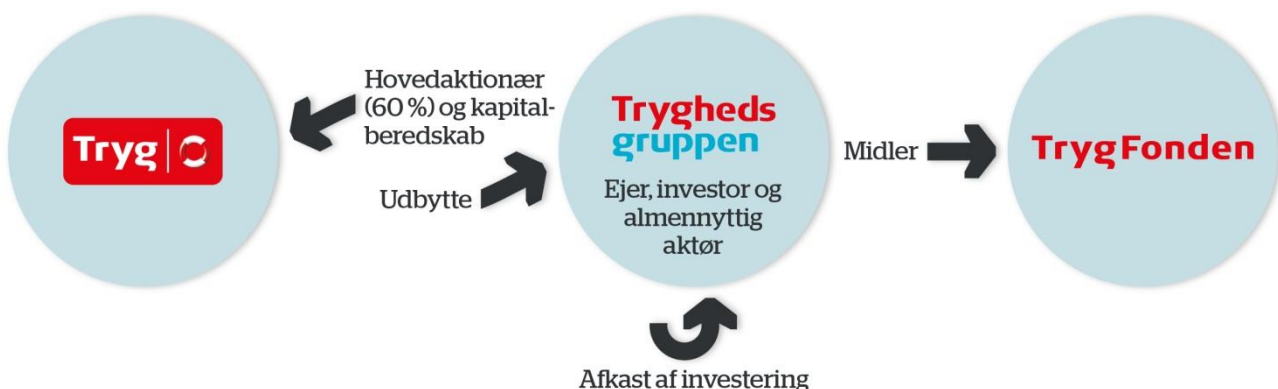 Tryg
Hovedaktionær
(60 %) og kapital-
beredskab
Udbytte
Trygheds
gruppen
Ejer, investor og
almennyttig
aktør
Midler
TrygFonden
Afkast af investering